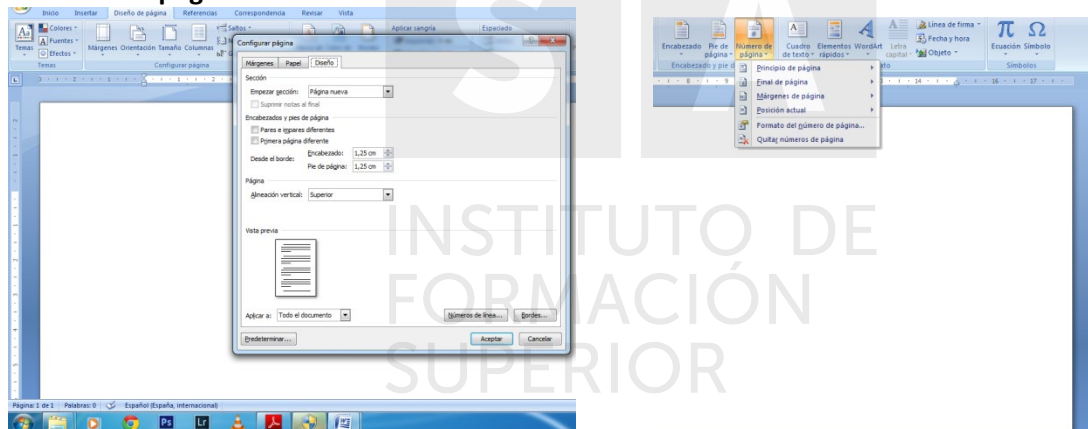 Inicio Insertar Diseño de página Referencias Correspondencia Revisar Vista
Colores
Fuentes
Efectos
Temas
Márgenes Orientación Tamaño Columnas
Saltos
Temas
Configurar página
Aplicar sangría
Espaciado
Configurar página
Márgenes Papel Diseño
Sección
Empezar sección: Página nueva
Suprimir notas al final
Encabezados y pies de página
Pares e impares diferentes
Primera página diferente
Desde el borde:
Encabezado: 1,25 cm
Pie de página: 1,25 cm
Página
Alineación vertical: Superior
Vista previa
Aplicar a: Todo el documento
Números de línea... Bordes...
Predeterminar... Aceptar Cancelar
Página: 1 de 1 Palabras: 0 Español (España, internacional)
Ps Lr
Encabezado Pie de página Número de página Cuadro de texto Elementos rápidos WordArt Letra capital
Línea de firma
Fecha y hora
Objeto
Ecuación Símbolo
Símbolos
Principio de página
Final de página
Márgenes de página
Posición actual
Formato del número de página...
Quitar números de página
INSTITUTO DE
FORMACIÓN
SUPERIOR